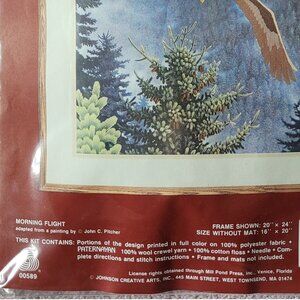 MORNING FLIGHT
adapted from a painting by © John C. Pitcher
FRAME SHOWN: 20" × 24"
SIZE WITHOUT MAT: 16" × 20"
THIS KIT CONTAINS: Portions of the design printed in full color on 100% polyester fabric •
PATERNAYAN 100% wool crewel yarn • 100% cotton floss • Needle • Com-
plete directions and stitch instructions • Frame and mats not included.
00589
License rights obtained through Mill Pond Press, Inc., Venice, Florida
© JOHNSON CREATIVE ARTS, INC., 445 MAIN STREET, WEST TOWNSEND, MA 01474